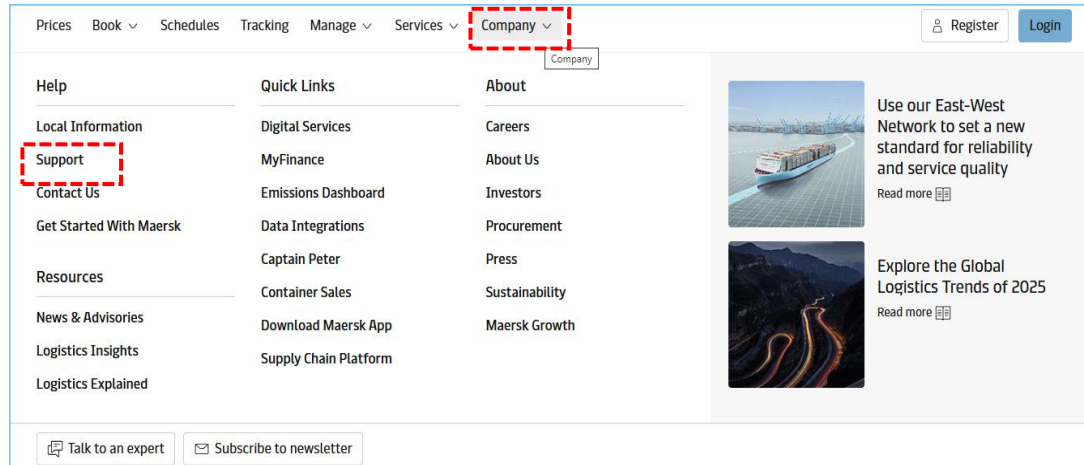 Prices Book Schedules Tracking Manage Services Company Register Login
Company
Help
Local Information
Support
Contact Us
Get Started With Maersk
Resources
News & Advisories
Logistics Insights
Logistics Explained
Quick Links
Digital Services
MyFinance
Emissions Dashboard
Data Integrations
Captain Peter
Container Sales
Download Maersk App
Supply Chain Platform
About
Careers
About Us
Investors
Procurement
Press
Sustainability
Maersk Growth
Use our East-West
Network to set a new
standard for reliability
and service quality
Read more
Explore the Global
Logistics Trends of 2025
Read more
Talk to an expert Subscribe to newsletter